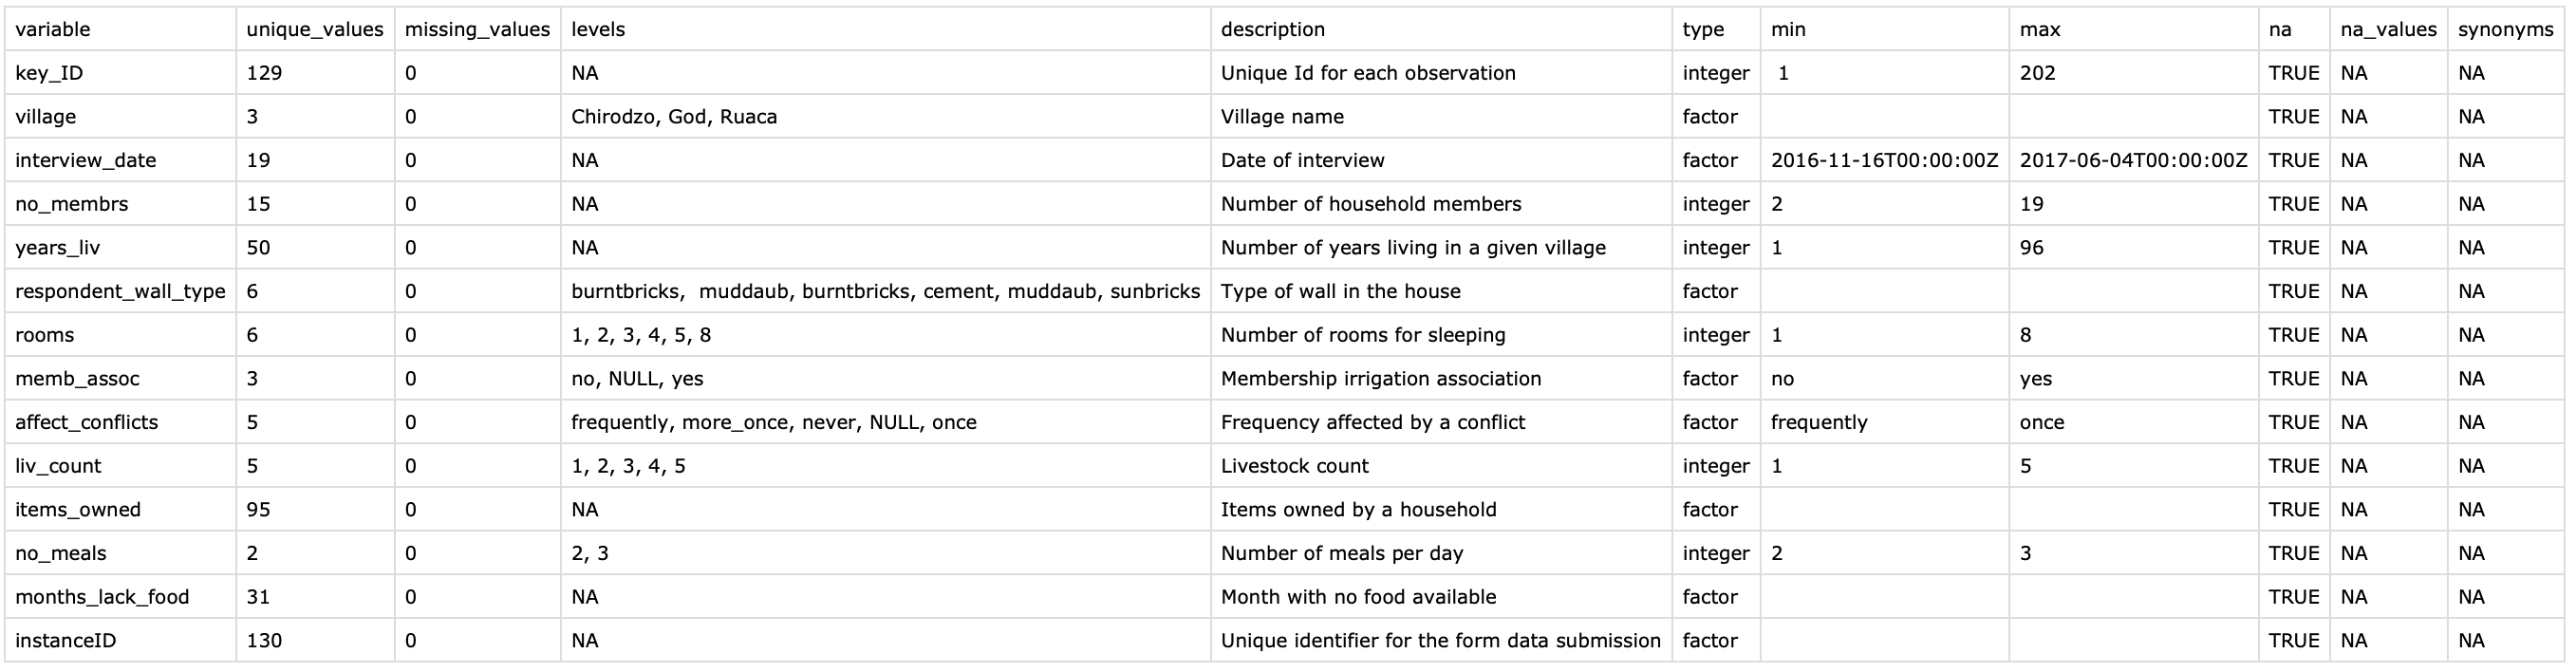 variable unique_values missing_values levels description type min max na na_values synonyms
key_ID 129 0 NA Unique Id for each observation integer 1 202 TRUE NA NA
village 3 0 Chirodzo, God, Ruaca Village name factor TRUE NA NA
interview_date 19 0 NA Date of interview factor 2016-11-16T00:00:00Z 2017-06-04T00:00:00Z TRUE NA NA
no_membrs 15 0 NA Number of household members integer 2 19 TRUE NA NA
years_liv 50 0 NA Number of years living in a given village integer 1 96 TRUE NA NA
respondent_wall_type 6 0 burntbricks,  muddaub, burntbricks, cement, muddaub, sunbricks Type of wall in the house factor TRUE NA NA
rooms 6 0 1, 2, 3, 4, 5, 8 Number of rooms for sleeping integer 1 8 TRUE NA NA
memb_assoc 3 0 no, NULL, yes Membership irrigation association factor no yes TRUE NA NA
affect_conflicts 5 0 frequently, more_once, never, NULL, once Frequency affected by a conflict factor frequently once TRUE NA NA
liv_count 5 0 1, 2, 3, 4, 5 Livestock count integer 1 5 TRUE NA NA
items_owned 95 0 NA Items owned by a household factor TRUE NA NA
no_meals 2 0 2, 3 Number of meals per day integer 2 3 TRUE NA NA
months_lack_food 31 0 NA Month with no food available factor TRUE NA NA
instanceID 130 0 NA Unique identifier for the form data submission factor TRUE NA NA